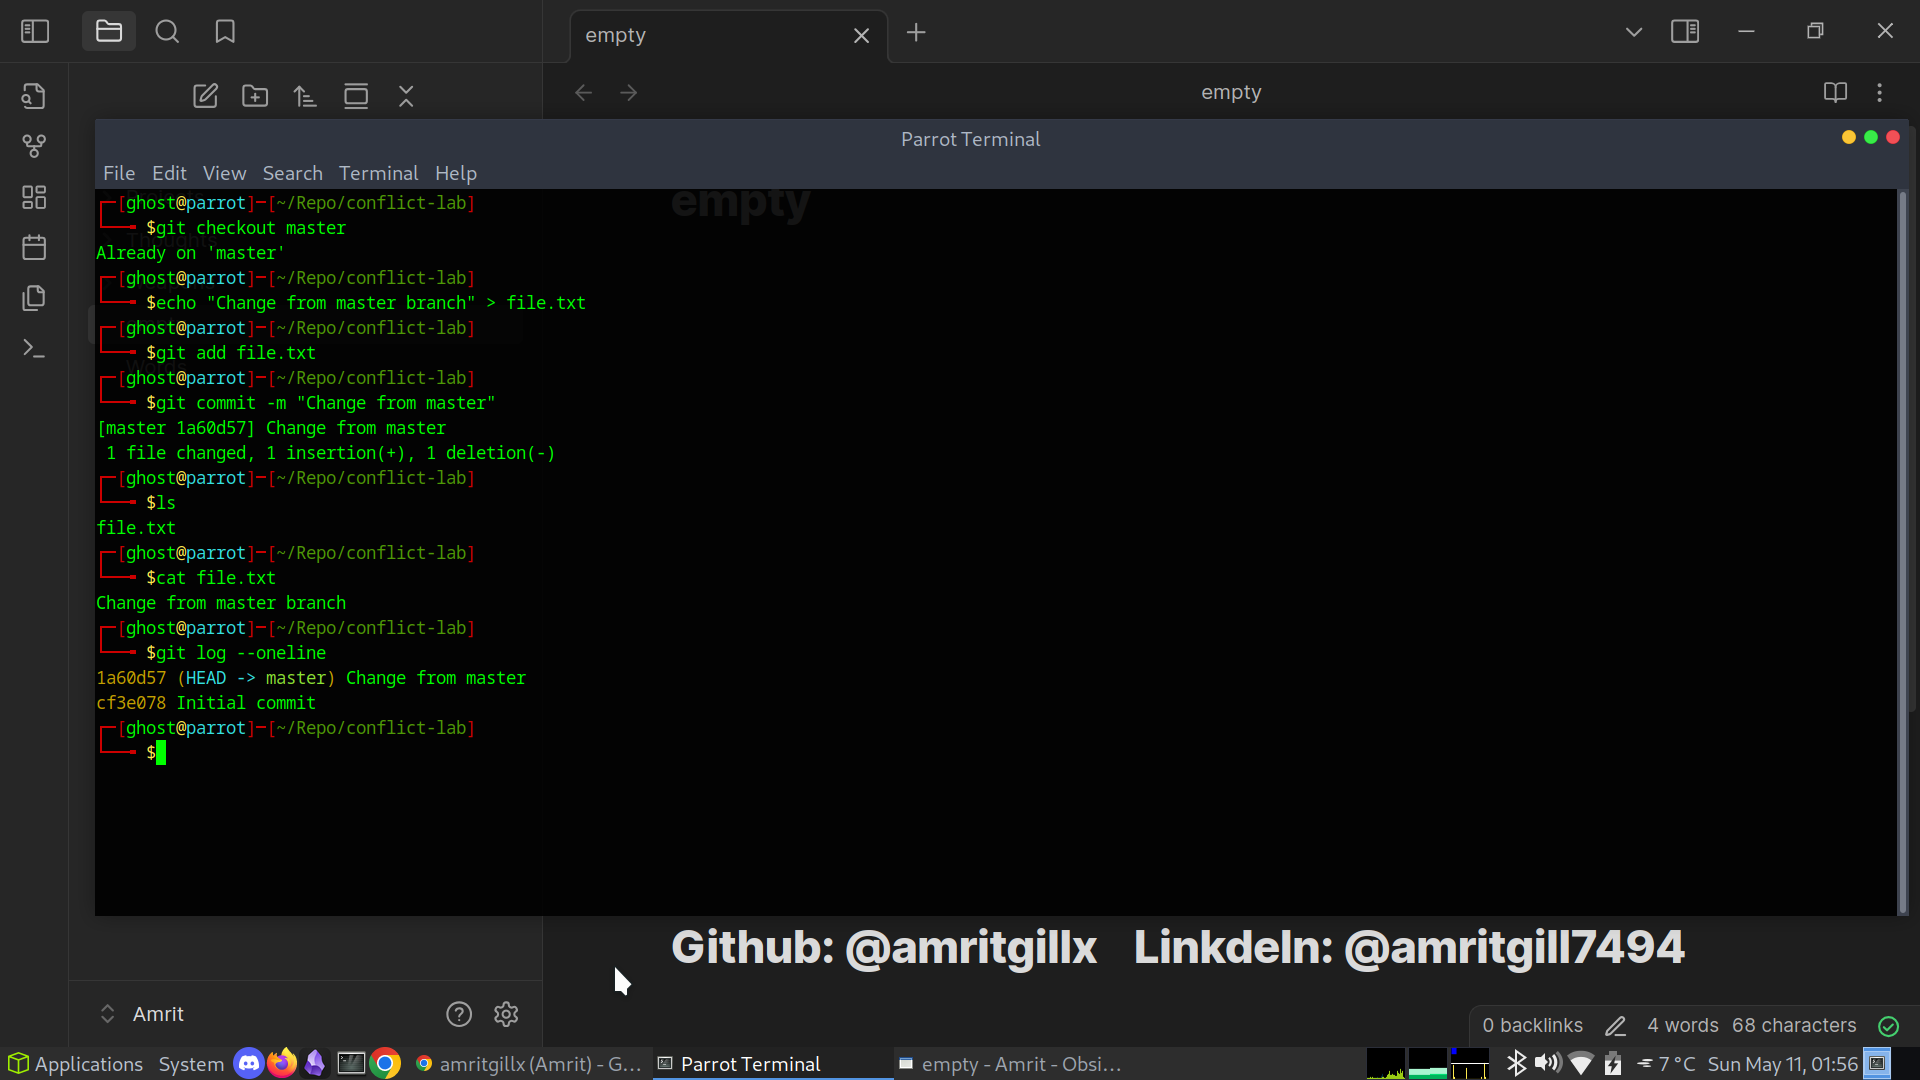 empty
empty
Parrot Terminal
File Edit View Search Terminal Help
empty
[ghost@parrot]-[~/Repo/conflict-lab]
$git checkout master
Already on 'master'
[ghost@parrot]-[~/Repo/conflict-lab]
$echo "Change from master branch" > file.txt
[ghost@parrot]-[~/Repo/conflict-lab]
$git add file.txt
[ghost@parrot]-[~/Repo/conflict-lab]
$git commit -m "Change from master"
[master 1a60d57] Change from master
1 file changed, 1 insertion(+), 1 deletion(-)
[ghost@parrot]-[~/Repo/conflict-lab]
$ls
file.txt
[ghost@parrot]-[~/Repo/conflict-lab]
$cat file.txt
Change from master branch
[ghost@parrot]-[~/Repo/conflict-lab]
$git log --oneline
1a60d57 (HEAD -> master) Change from master
cf3e078 Initial commit
[ghost@parrot]-[~/Repo/conflict-lab]
$
Github: @amritgillx Linkdeln: @amritgill7494
Amrit
0 backlinks 4 words 68 characters
Applications System amritgillx (Amrit) - G... Parrot Terminal empty - Amrit - Obsi... 7 °C Sun May 11, 01:56